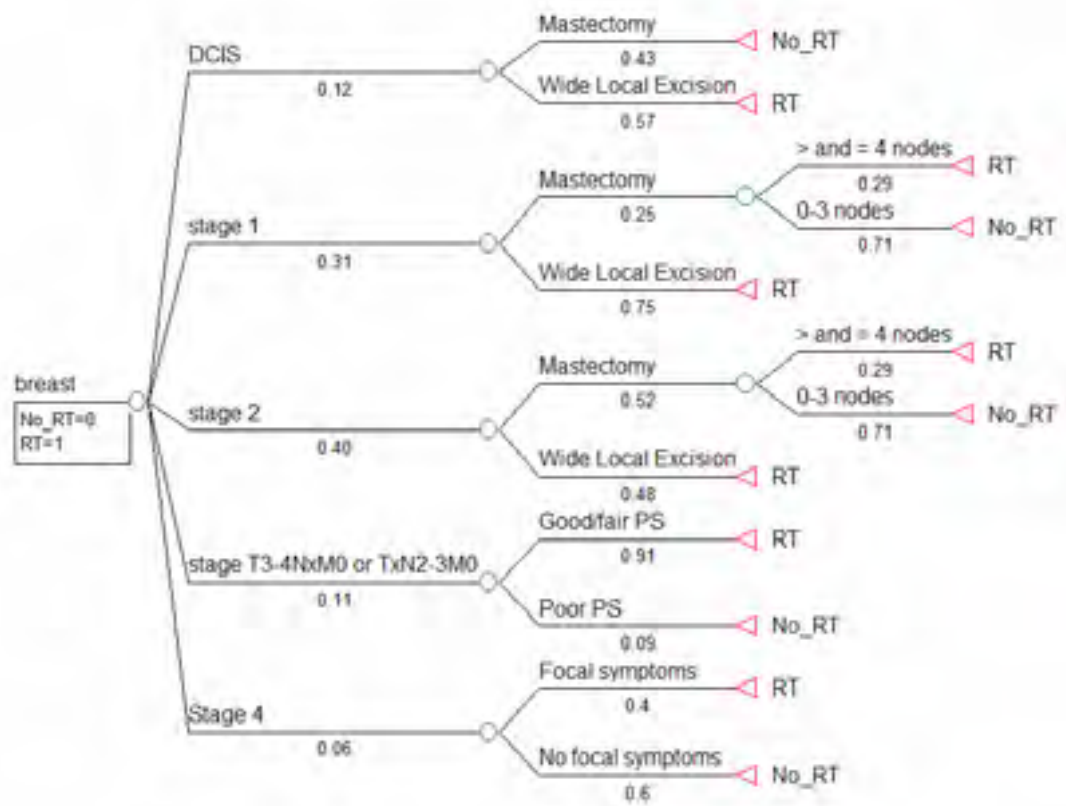 Mastectomy
No_RT
0.43
DCIS
0.12
Wide Local Excision
RT
0.57
> and = 4 nodes
RT
0.29
Mastectomy
0.25
0-3 nodes
No_RT
0.71
stage 1
0.31
Wide Local Excision
RT
0.75
> and = 4 nodes
RT
0.29
Mastectomy
0.52
0-3 nodes
No_RT
0.71
breast
No_RT=0
RT=1
stage 2
0.40
Wide Local Excision
RT
0.48
Good/fair PS
RT
0.91
stage T3-4NxM0 or TxN2-3M0
0.11
Poor PS
No_RT
0.09
Focal symptoms
RT
0.4
Stage 4
0.06
No focal symptoms
No_RT
0.6